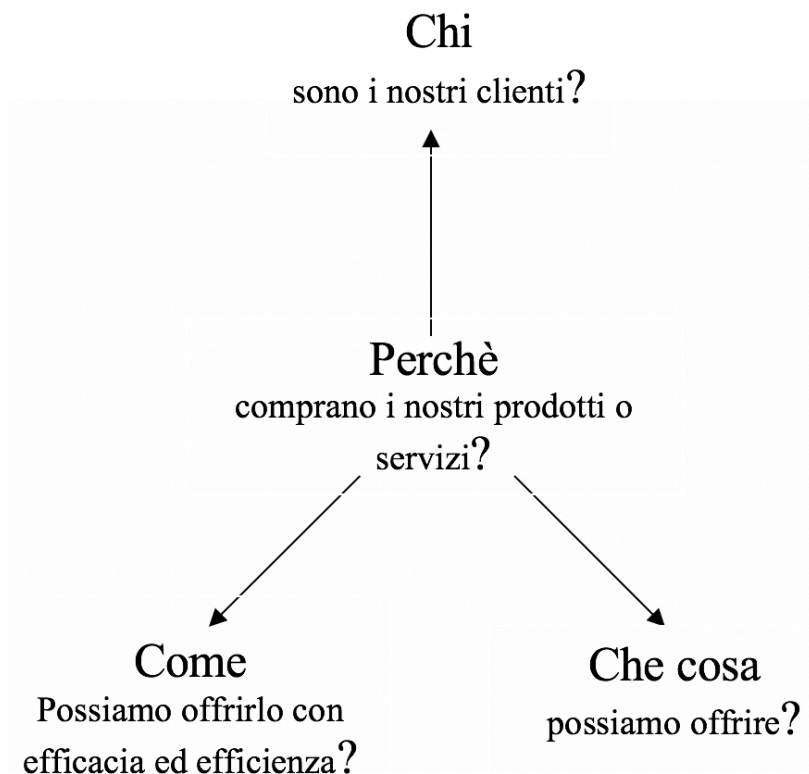 Chi
sono i nostri clienti?
Perchè
comprano i nostri prodotti o
servizi?
Come
Possiamo offrirlo con
efficacia ed efficienza?
Che cosa
possiamo offrire?